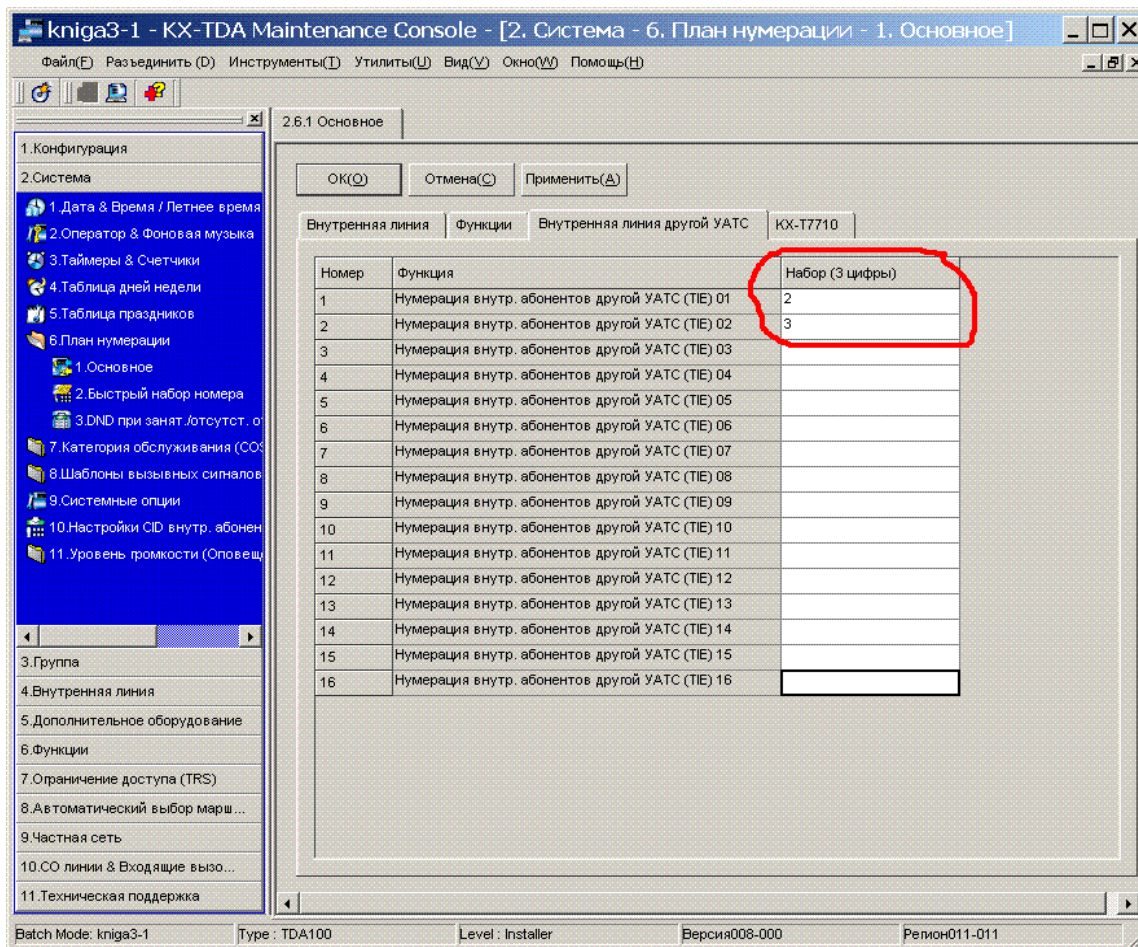 kniga3-1 - KX-TDA Maintenance Console - [2. Система - 6. План нумерации - 1. Основное]
Файл(F) Разъединить (D) Инструменты(T) Утилиты(U) Вид(V) Окно(W) Помощь(H)
2.6.1 Основное
1.Конфигурация
2.Система
1.Дата & Время / Летнее время
2.Оператор & Фоновая музыка
3.Таймеры & Счетчики
4.Таблица дней недели
5.Таблица праздников
6.План нумерации
1.Основное
2.Быстрый набор номера
3.DND при занят./отсутст. о
7.Категория обслуживания (COS
8.Шаблоны вызывных сигналов
9.Системные опции
10.Настройки CID внутр. абонен
11.Уровень громкости (Оповещ
3.Группа
4.Внутренняя линия
5.Дополнительное оборудование
6.Функции
7.Ограничение доступа (TRS)
8.Автоматический выбор марш...
9.Частная сеть
10.CO линии & Входящие вызо...
11.Техническая поддержка
ОК(O) Отмена(C) Применить(A)
Внутренняя линия Функции Внутренняя линия другой УАТС KX-T7710
Номер Функция Набор (3 цифры)
1 Нумерация внутр. абонентов другой УАТС (TIE) 01 2
2 Нумерация внутр. абонентов другой УАТС (TIE) 02 3
3 Нумерация внутр. абонентов другой УАТС (TIE) 03
4 Нумерация внутр. абонентов другой УАТС (TIE) 04
5 Нумерация внутр. абонентов другой УАТС (TIE) 05
6 Нумерация внутр. абонентов другой УАТС (TIE) 06
7 Нумерация внутр. абонентов другой УАТС (TIE) 07
8 Нумерация внутр. абонентов другой УАТС (TIE) 08
9 Нумерация внутр. абонентов другой УАТС (TIE) 09
10 Нумерация внутр. абонентов другой УАТС (TIE) 10
11 Нумерация внутр. абонентов другой УАТС (TIE) 11
12 Нумерация внутр. абонентов другой УАТС (TIE) 12
13 Нумерация внутр. абонентов другой УАТС (TIE) 13
14 Нумерация внутр. абонентов другой УАТС (TIE) 14
15 Нумерация внутр. абонентов другой УАТС (TIE) 15
16 Нумерация внутр. абонентов другой УАТС (TIE) 16
Batch Mode: kniga3-1 Type : TDA100 Level : Installer Версия008-000 Регион011-011